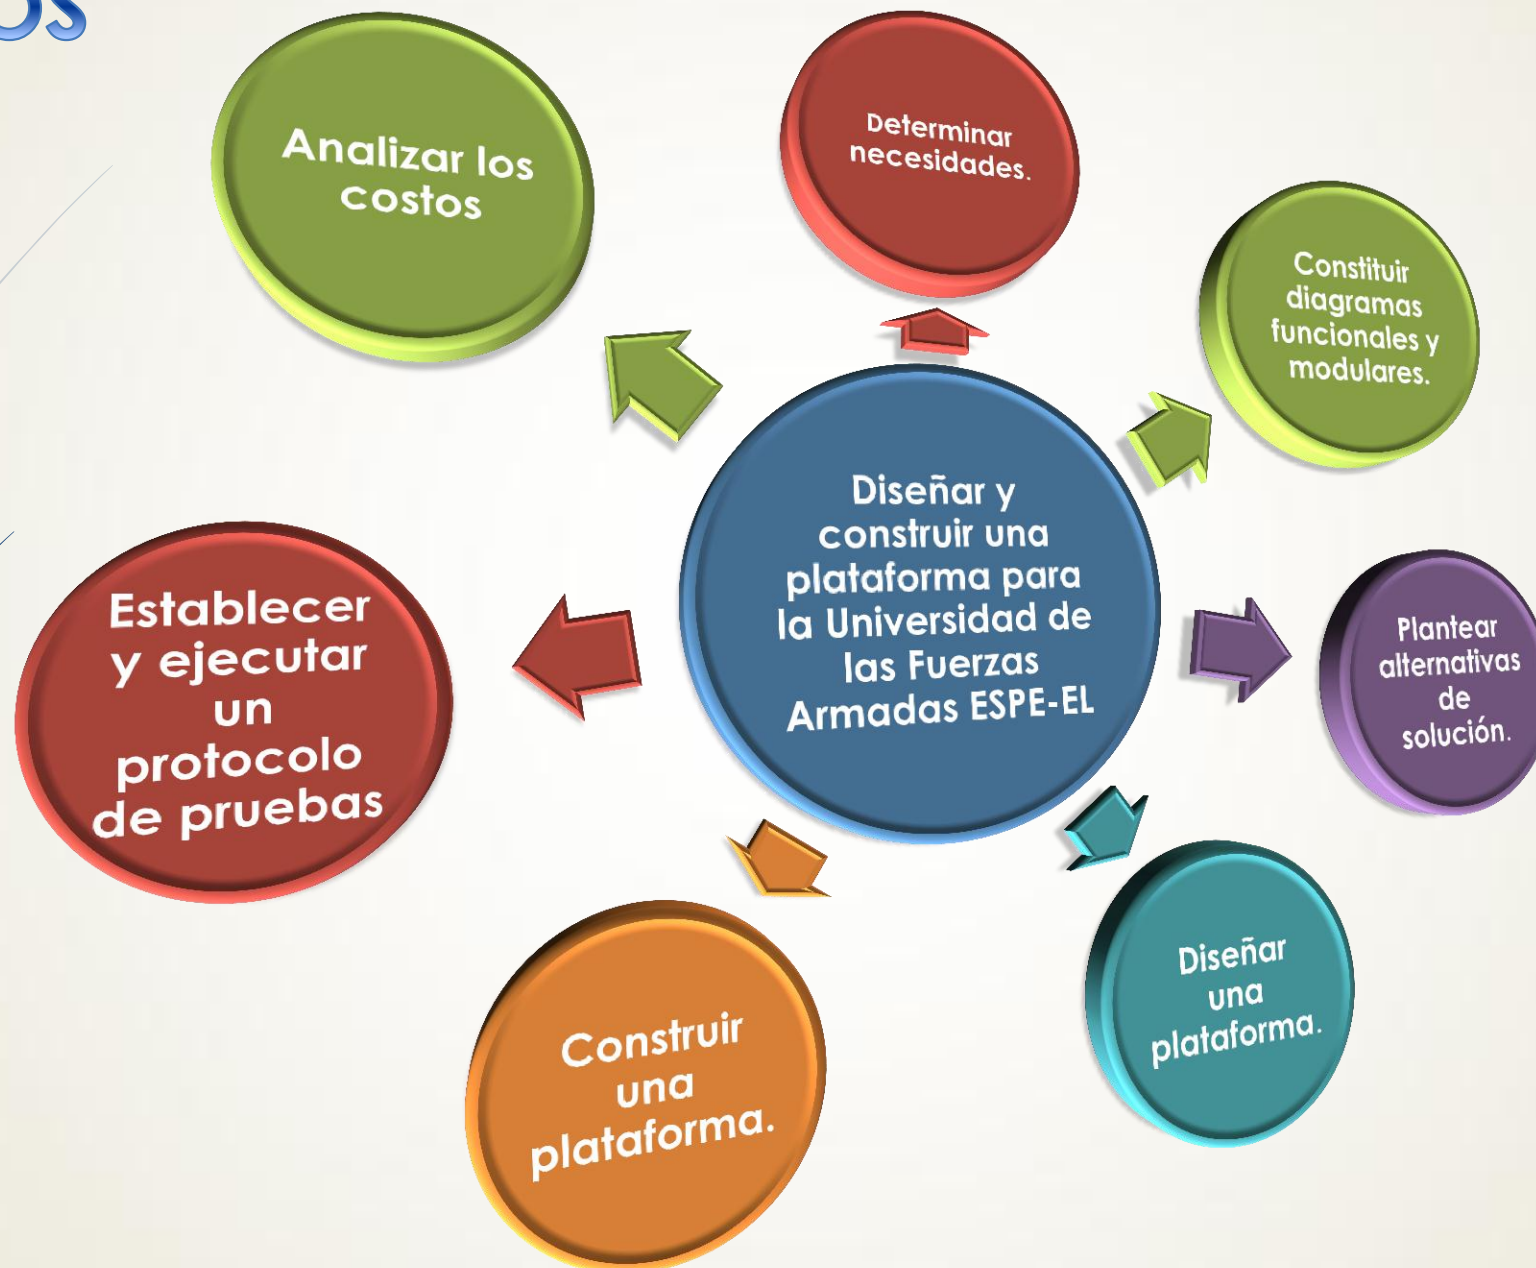 Analizar los
costos
Determinar
necesidades.
Constituir
diagramas
funcionales y
modulares.
Diseñar y
construir una
plataforma para
la Universidad de
las Fuerzas
Armadas ESPE-EL
Plantear
alternativas
de
solución.
Establecer
y ejecutar
un
protocolo
de pruebas
Diseñar
una
plataforma.
Construir
una
plataforma.